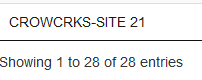 CROWCRKS-SITE 21
Showing 1 to 28 of 28 entries